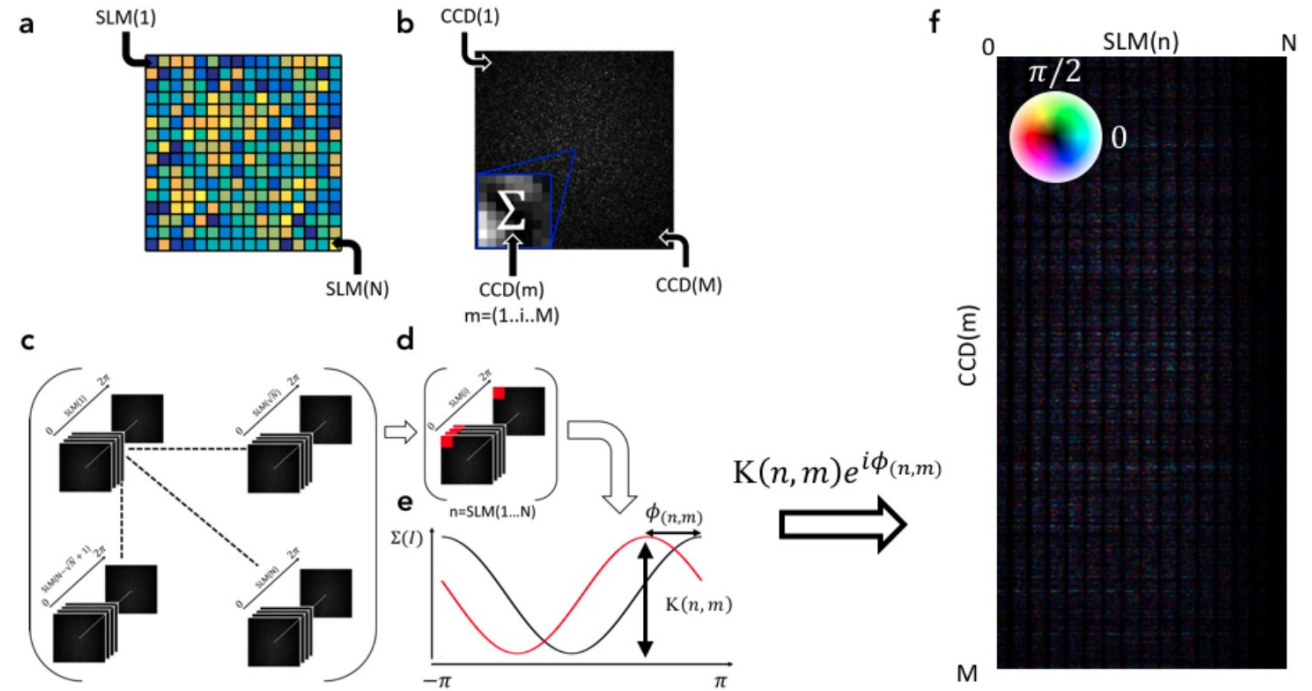 a
SLM(1)
SLM(N)
b
CCD(1)
Σ
CCD(m)
m=(1..i..M)
CCD(M)
c
0 SLM(1) 2π
0 SLM(√N) 2π
0 SLM(N−√N + 1) 2π
0 SLM(N) 2π
d
0 SLM(i) 2π
n=SLM(1...N)
e
Σ(I)
ϕ(n,m)
K(n, m)
−π
π
K(n, m)e^{iϕ(n,m)}
f
0
SLM(n)
N
π/2
0
CCD(m)
M